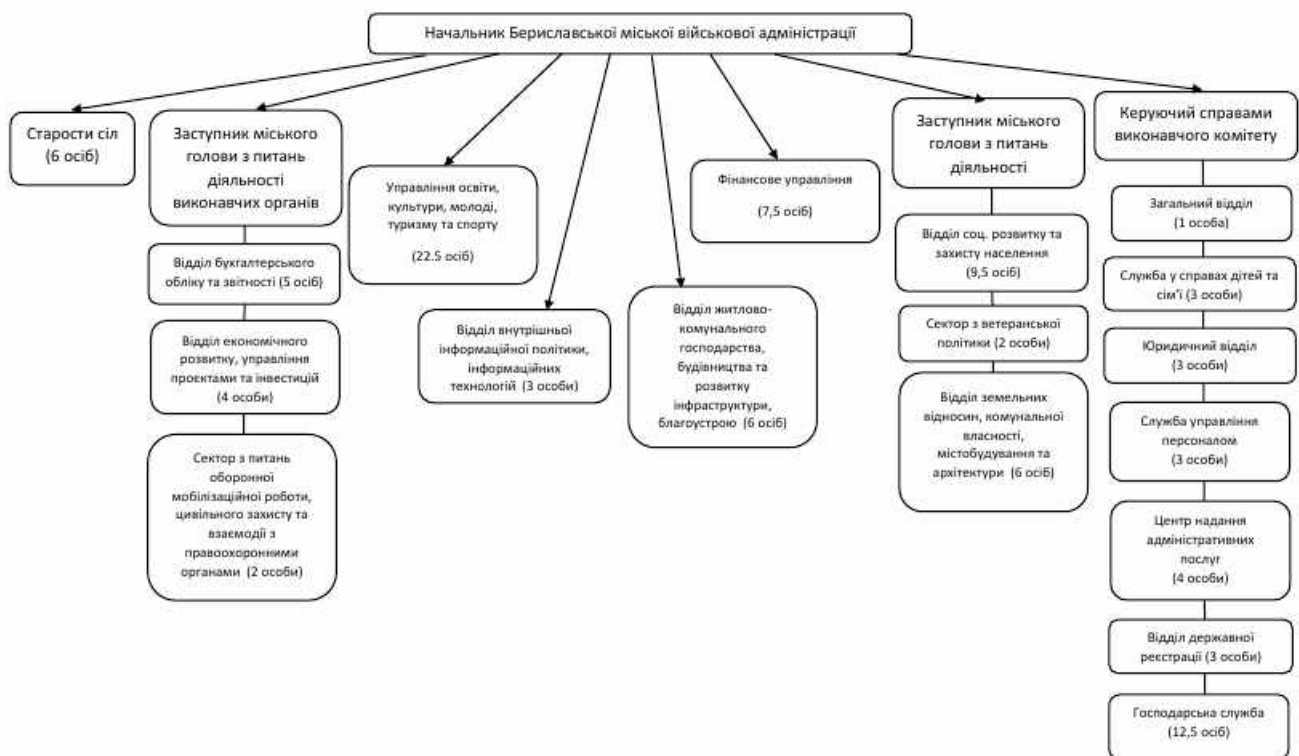 Начальник Бериславської міської військової адміністрації
Старости сіл
(6 осіб)
Заступник міського
голови з питань
діяльності
виконавчих органів
Відділ бухгалтерського
обліку та звітності (5 осіб)
Відділ економічного
розвитку, управління
проєктами та інвестицій
(4 особи)
Сектор з питань
оборонної
мобілізаційної роботи,
цивільного захисту та
взаємодії з
правоохоронними
органами (2 особи)
Управління освіти,
культури, молоді,
туризму та спорту
(22.5 осіб)
Відділ внутрішньої
інформаційної політики,
інформаційних
технологій (3 особи)
Відділ житлово-
комунального
господарства,
будівництва та
розвитку
інфраструктури,
благоустрою (6 осіб)
Фінансове управління
(7,5 осіб)
Заступник міського
голови з питань
діяльності
Відділ соц. розвитку та
захисту населення
(9,5 осіб)
Сектор з ветеранської
політики (2 особи)
Відділ земельних
відносин, комунальної
власності,
містобудування та
архітектури (6 осіб)
Керуючий справами
виконавчого комітету
Загальний відділ
(1 особа)
Служба у справах дітей та
сім'ї (3 особи)
Юридичний відділ
(3 особи)
Служба управління
персоналом
(3 особи)
Центр надання
адміністративних
послуг
(4 особи)
Відділ державної
реєстрації (3 особи)
Господарська служба
(12,5 осіб)